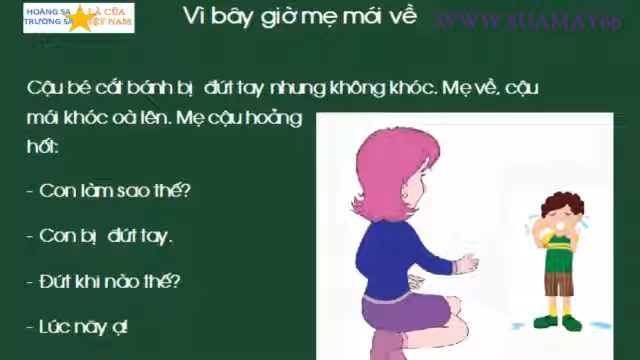 HOÀNG SA LÀ CỦA
TRƯỜNG SA VIỆT NAM
Vì bây giờ mẹ mới về
WWW.SUAMAY66
Cậu bé cắt bánh bị đứt tay nhưng không khóc. Mẹ về, cậu
mới khóc oà lên. Mẹ cậu hoảng
hốt:
- Con làm sao thế?
- Con bị đứt tay.
- Đứt khi nào thế?
- Lúc nãy ạ!